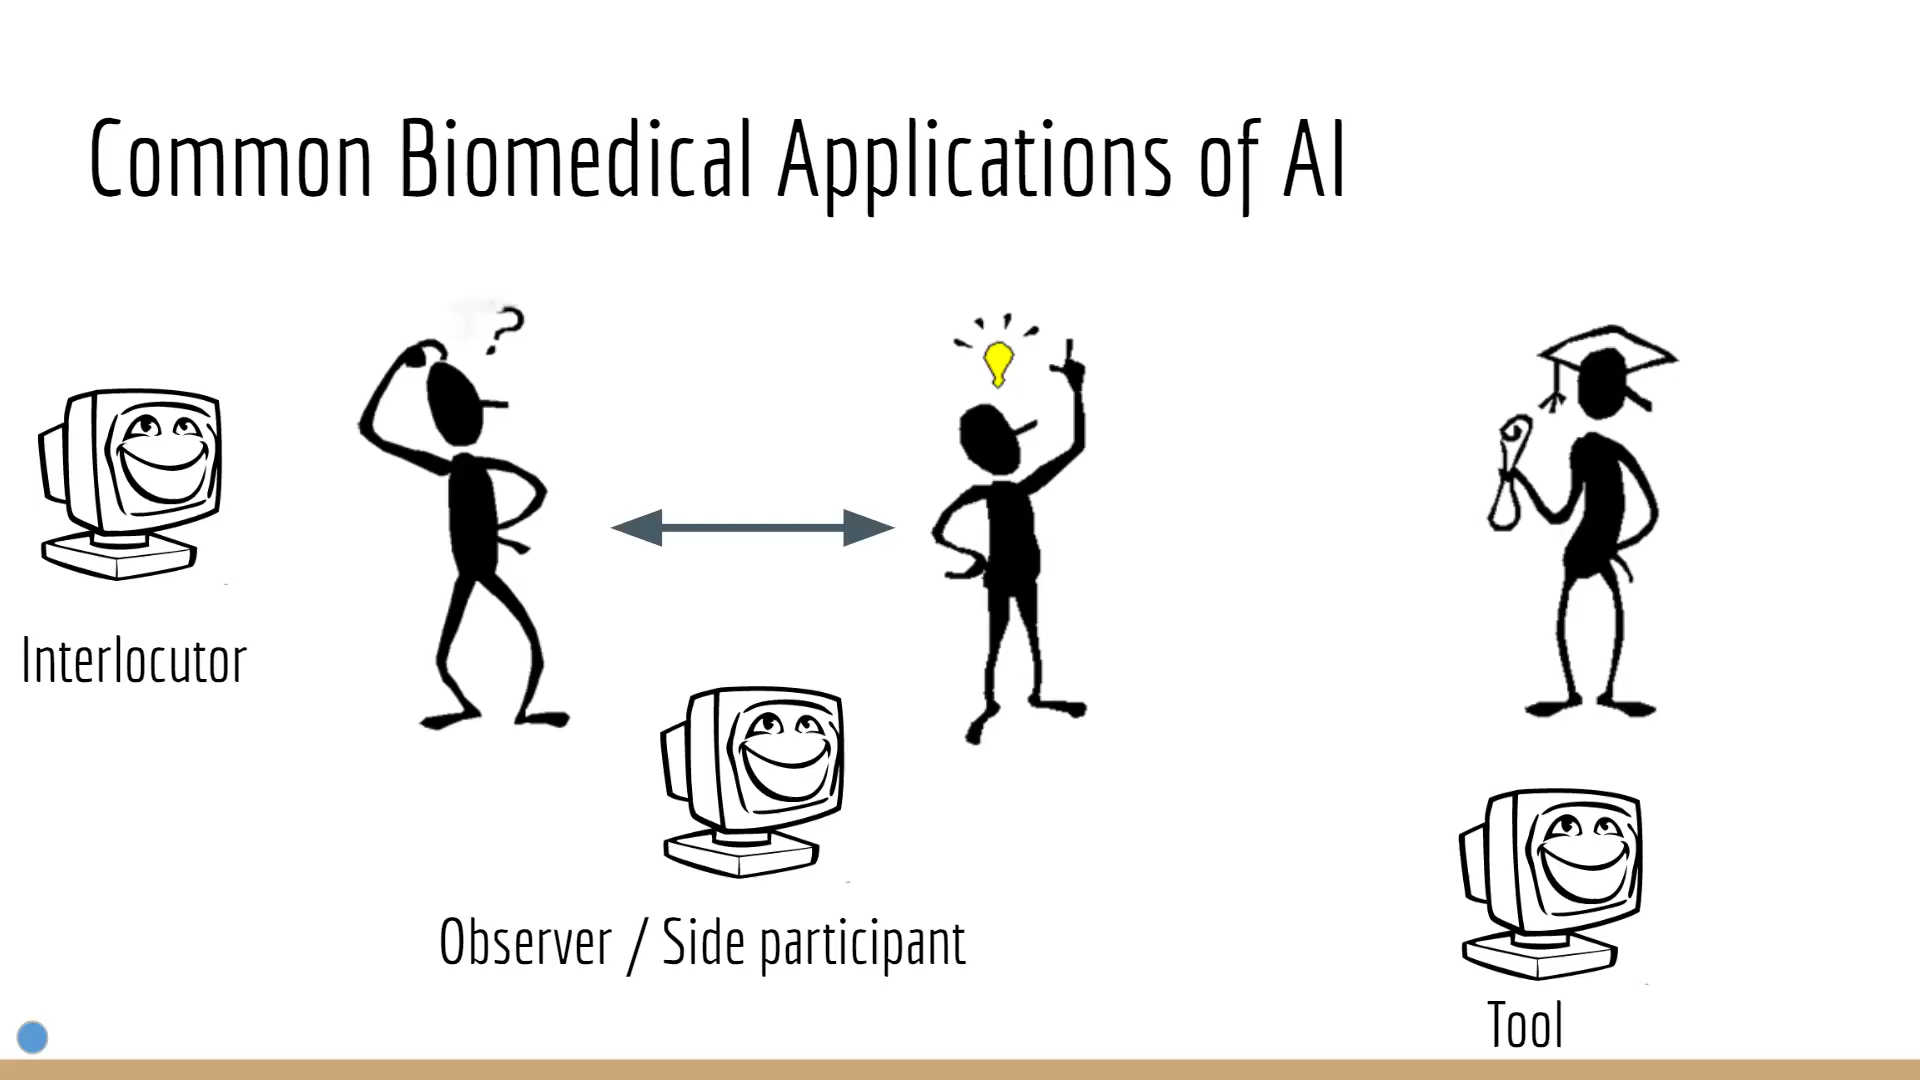 Common Biomedical Applications of AI
?
Interlocutor
Observer / Side participant
Tool